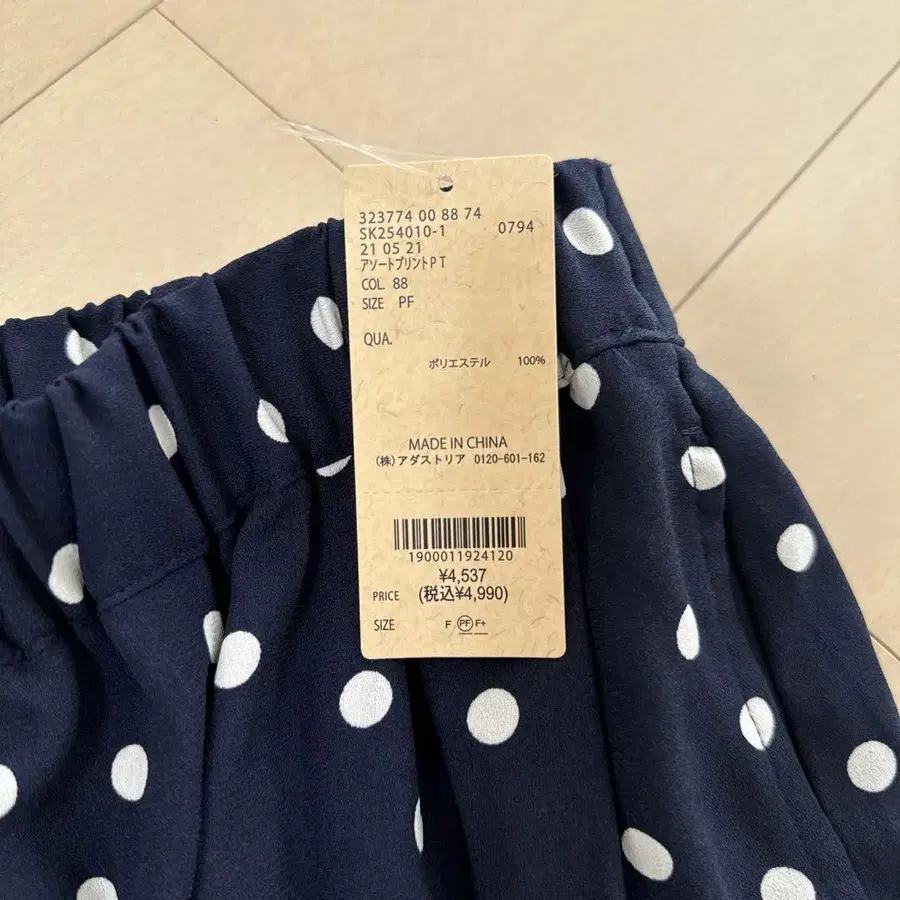 323774 00 88 74
SK254010-1 0794
21 05 21
アソートプリントPT
COL. 88
SIZE PF
QUA.
ポリエステル 100%
MADE IN CHINA
(株)アダストリア 0120-601-162
1900011924120
¥4,537
PRICE (税込¥4,990)
SIZE F PF F+